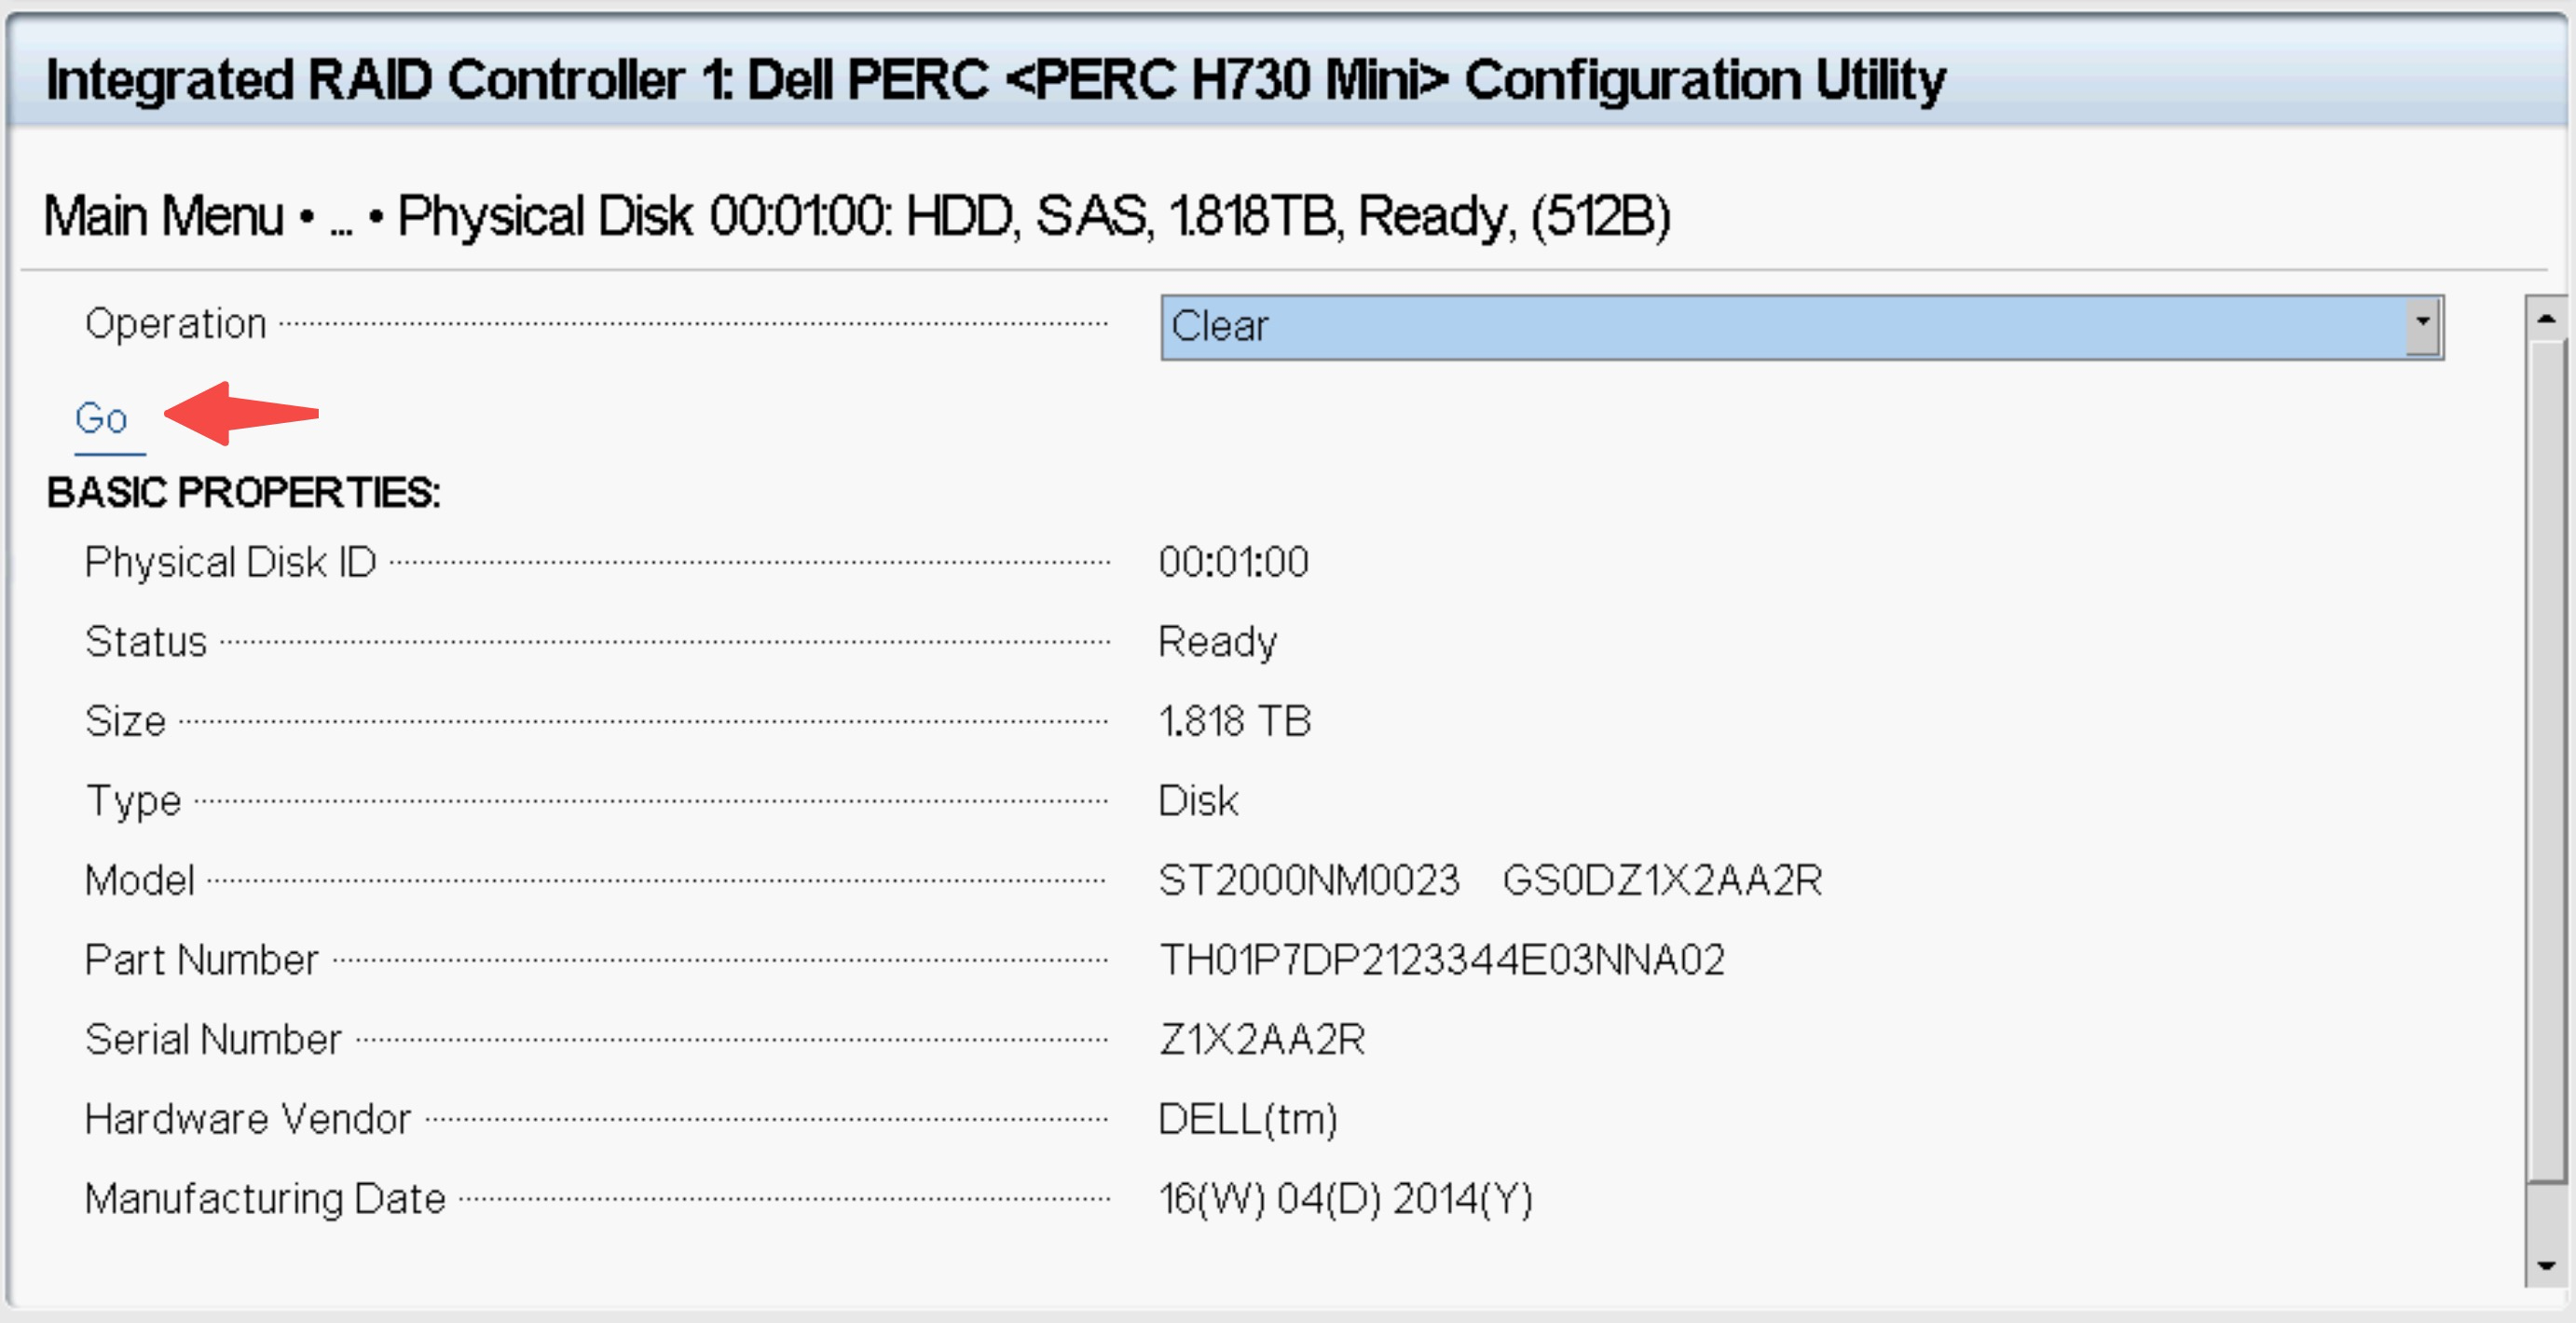 Integrated RAID Controller 1: Dell PERC <PERC H730 Mini> Configuration Utility
Main Menu • ... • Physical Disk 00:01:00: HDD, SAS, 1.818TB, Ready, (512B)
Operation Clear
Go
BASIC PROPERTIES:
Physical Disk ID 00:01:00
Status Ready
Size 1.818 TB
Type Disk
Model ST2000NM0023 GS0DZ1X2AA2R
Part Number TH01P7DP2123344E03NNA02
Serial Number Z1X2AA2R
Hardware Vendor DELL(tm)
Manufacturing Date 16(W) 04(D) 2014(Y)